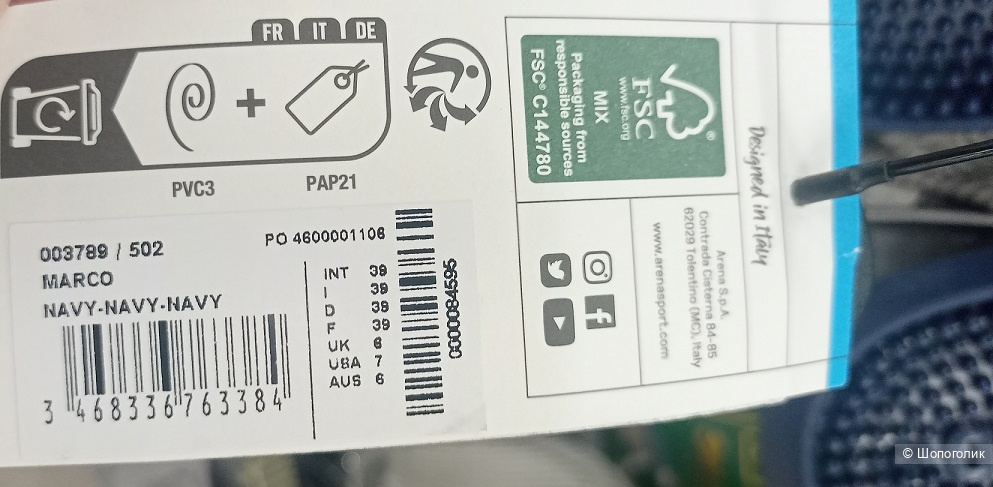 FR IT DE
PVC3
PAP21
003789 / 502
MARCO
NAVY-NAVY-NAVY
3 468336 763384
PO 4600001106
INT 39
I 39
D 39
F 39
UK 6
USA 7
AUS 6
0000084595
FSC
www.fsc.org
MIX
Packaging from
responsible sources
FSC® C144780
Designed in Italy
Arena S.p.A.
Contrada Cisterna 84-85
62029 Tolentino (MC), Italy
www.arenasport.com
© Шопоголик